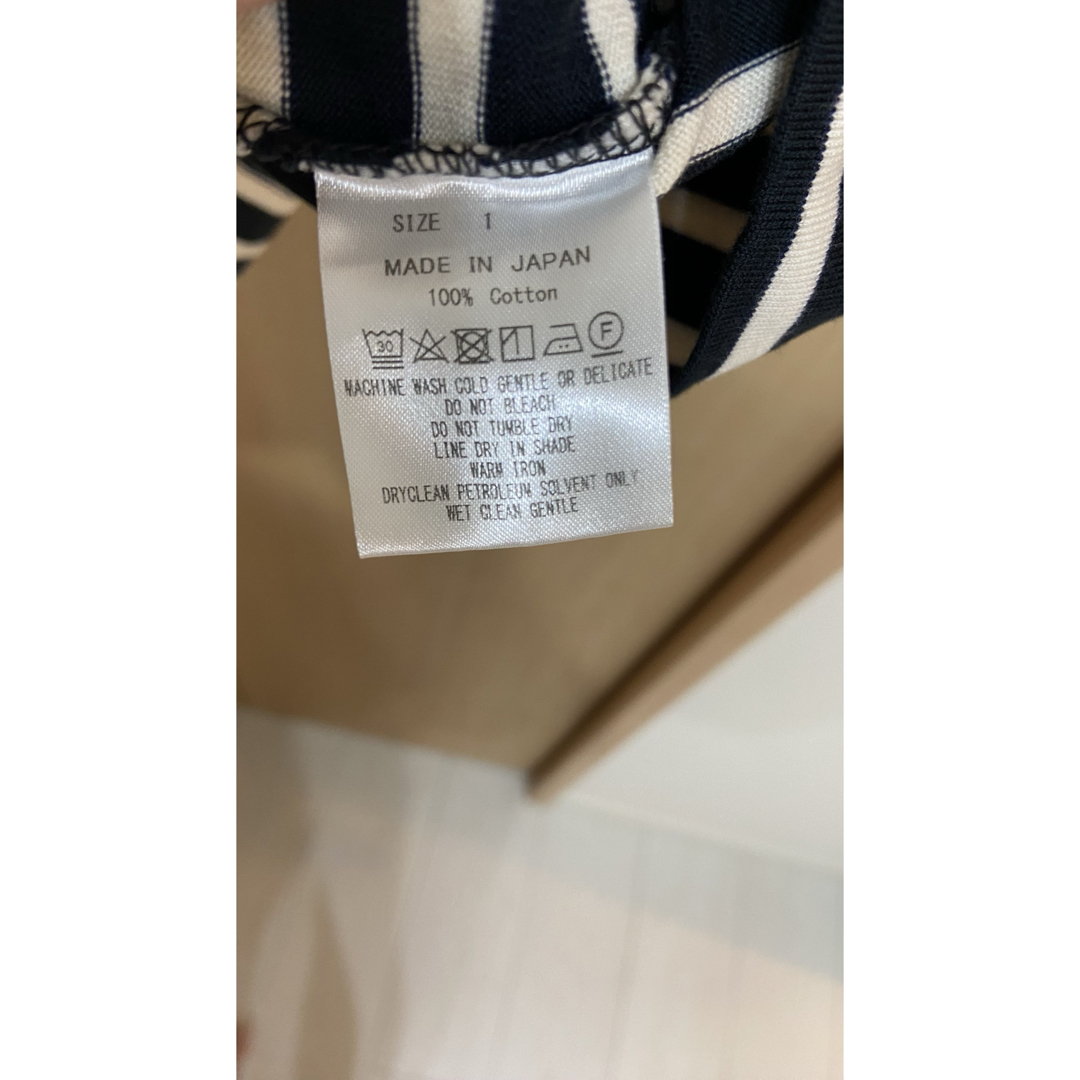 SIZE 1
MADE IN JAPAN
100% Cotton
30 F
MACHINE WASH COLD GENTLE OR DELICATE
DO NOT BLEACH
DO NOT TUMBLE DRY
LINE DRY IN SHADE
WARM IRON
DRYCLEAN PETROLEUM SOLVENT ONLY
WET CLEAN GENTLE